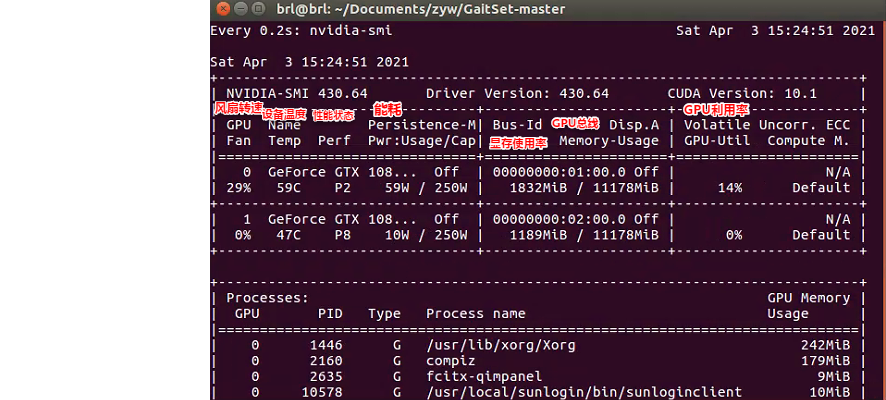 brl@brl: ~/Documents/zyw/GaitSet-master
Every 0.2s: nvidia-smi Sat Apr 3 15:24:51 2021
Sat Apr 3 15:24:51 2021
NVIDIA-SMI 430.64 Driver Version: 430.64 CUDA Version: 10.1
风扇转速 设备温度 性能状态 能耗 GPU利用率
GPU Name Persistence-M| Bus-Id GPU总线 Disp.A | Volatile Uncorr. ECC
显存使用率
Fan Temp Perf Pwr:Usage/Cap| Memory-Usage | GPU-Util Compute M.
0 GeForce GTX 108... Off | 00000000:01:00.0 Off | N/A
29% 59C P2 59W / 250W | 1832MiB / 11178MiB | 14% Default
1 GeForce GTX 108... Off | 00000000:02:00.0 Off | N/A
0% 47C P8 10W / 250W | 1189MiB / 11178MiB | 0% Default
Processes: GPU Memory
GPU PID Type Process name Usage
0 1446 G /usr/lib/xorg/Xorg 242MiB
0 2160 G compiz 179MiB
0 2635 G fcitx-qimpanel 9MiB
0 10578 G /usr/local/sunlogin/bin/sunloginclient 10MiB